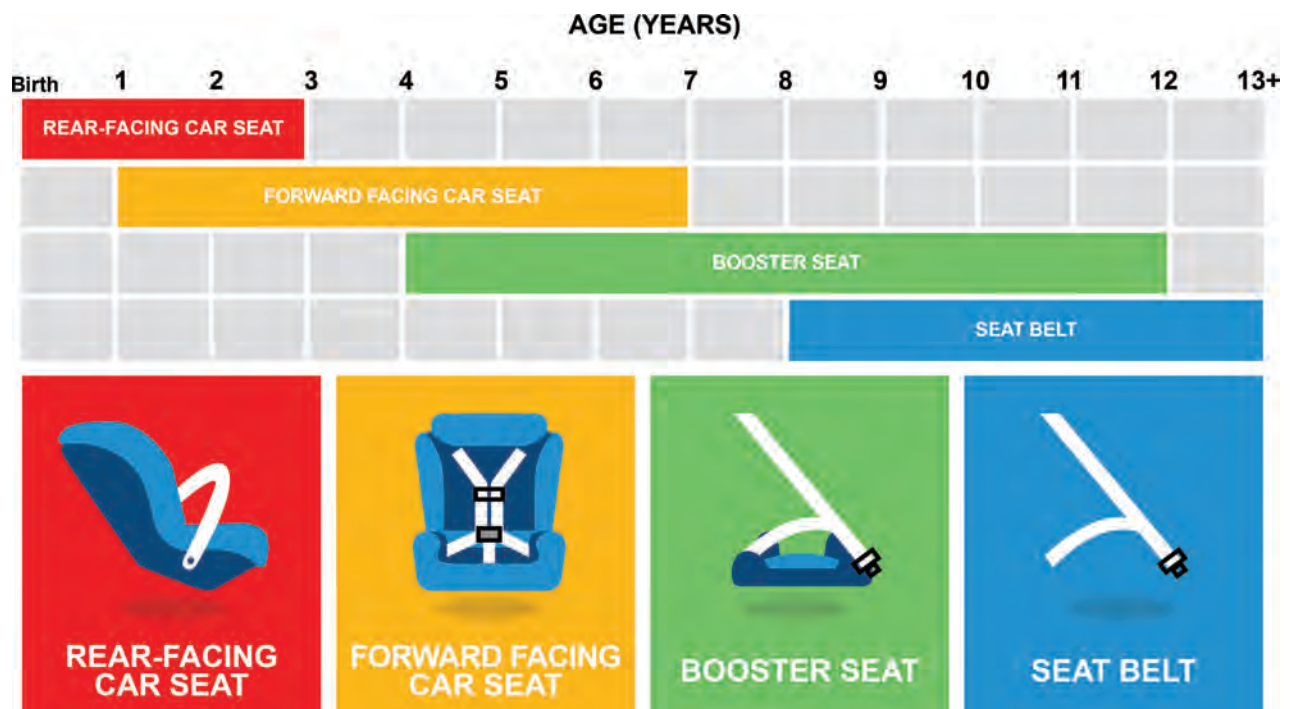 AGE (YEARS)
Birth 1 2 3 4 5 6 7 8 9 10 11 12 13+
REAR-FACING CAR SEAT
FORWARD FACING CAR SEAT
BOOSTER SEAT
SEAT BELT
REAR-FACING
CAR SEAT
FORWARD FACING
CAR SEAT
BOOSTER SEAT
SEAT BELT